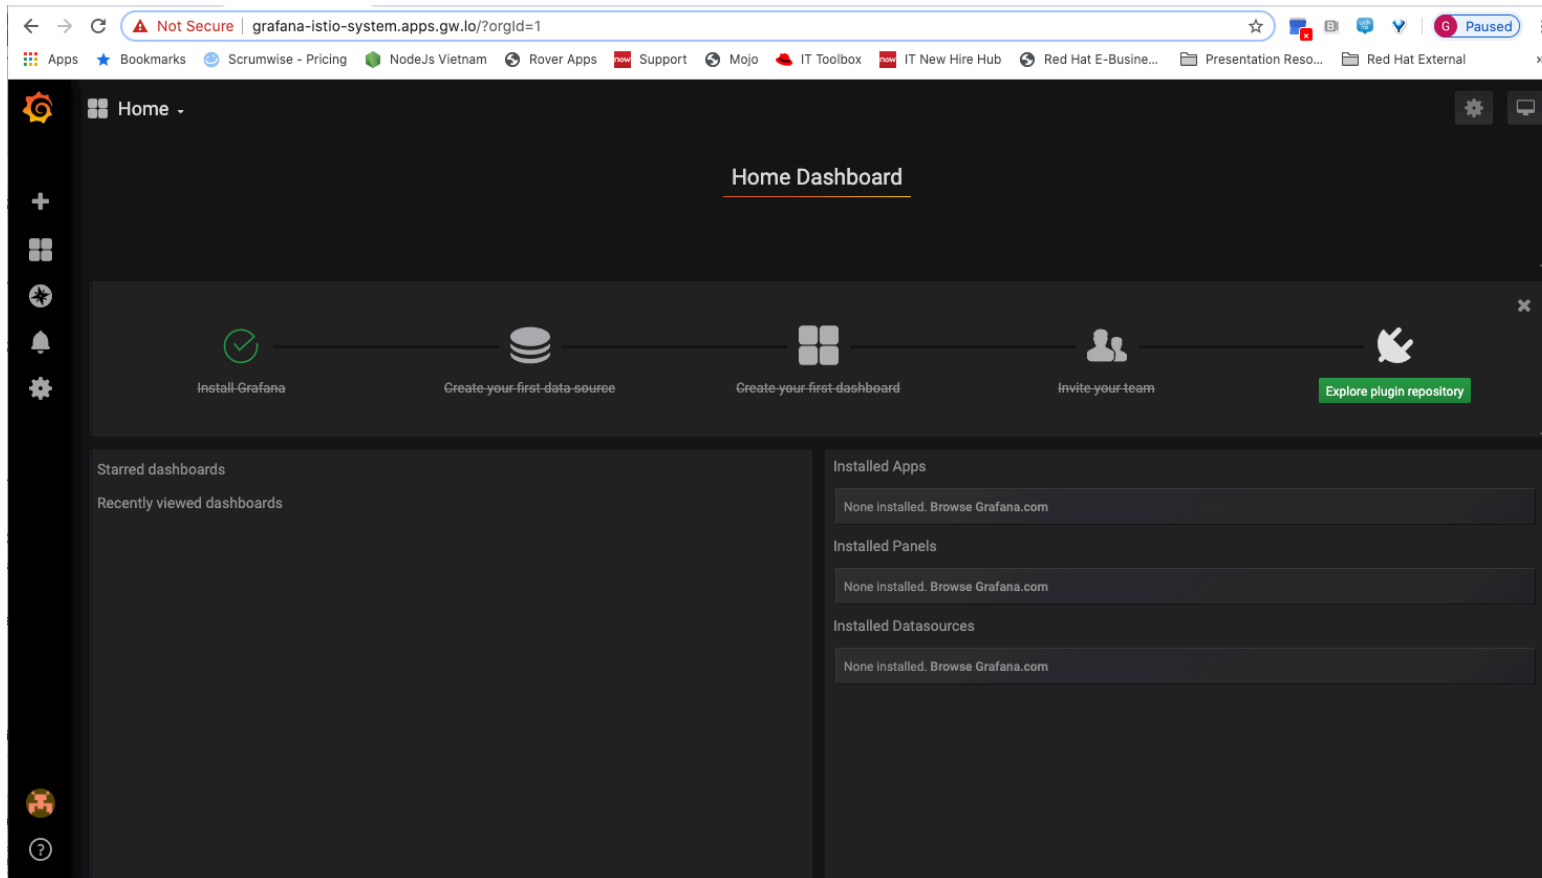 Not Secure | grafana-istio-system.apps.gw.lo/?orgId=1 G Paused
Apps Bookmarks Scrumwise - Pricing NodeJs Vietnam Rover Apps now Support Mojo IT Toolbox now IT New Hire Hub Red Hat E-Busine... Presentation Reso... Red Hat External »
Home
Home Dashboard
Install Grafana
Create your first data source
Create your first dashboard
Invite your team
Explore plugin repository
Starred dashboards
Recently viewed dashboards
Installed Apps
None installed. Browse Grafana.com
Installed Panels
None installed. Browse Grafana.com
Installed Datasources
None installed. Browse Grafana.com